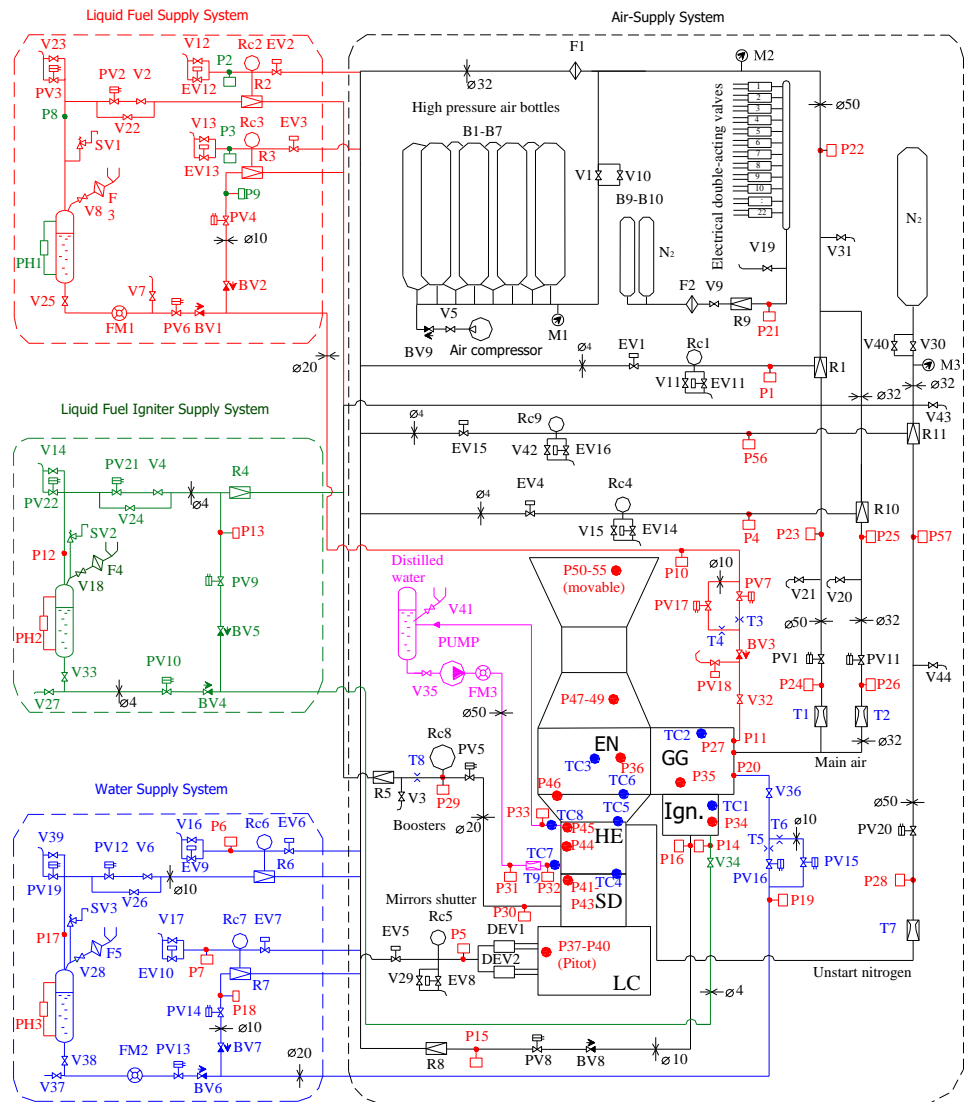 Liquid Fuel Supply System
Air-Supply System
V23
PV3
P8
PV2 V2
V22
SV1
V8
F
3
PH1
V25
FM1
V7
PV6
BV1
V12
P2
Rc2
EV2
EV12
R2
V13
P3
Rc3
EV3
EV13
R3
P9
PV4
⌀10
BV2
⌀20
⌀32
F1
M2
High pressure air bottles
B1-B7
V1
V10
B9-B10
N2
V5
BV9
Air compressor
M1
F2
V9
R9
P21
Electrical double-acting valves
1
2
3
4
5
6
7
8
9
10
:
22
V19
⌀50
P22
V31
N2
V40
V30
M3
⌀32
⌀32
V43
⌀4
EV1
Rc1
V11
EV11
P1
R1
⌀4
EV15
Rc9
V42
EV16
P56
R11
⌀4
EV4
Rc4
V15
EV14
P4
R10
Liquid Fuel Igniter Supply System
V14
PV22
PV21 V4
V24
⌀4
R4
SV2
P12
P13
V18
F4
PV9
PH2
BV5
V33
PV10
V27
⌀4
BV4
Distilled
water
V41
PUMP
V35
FM3
⌀50
P50-55
(movable)
P47-49
P10
⌀10
PV7
PV17
T3
T4
BV3
PV18
V32
P11
P23
P25
P57
V21
V20
⌀50
⌀32
PV1
PV11
P24
P26
T1
T2
⌀32
V44
Main air
EN
TC3
P36
TC6
P46
TC2
P27
GG
P35
P20
V36
Ign.
TC1
P34
P33
TC8
TC5
P45
HE
P44
P16
P14
V34
T6
⌀10
T5
PV16
PV15
P19
TC7
T9
TC4
P31
P32
P41-
P43
SD
P30
⌀50
PV20
P28
T7
Unstart nitrogen
Rc8
T8
PV5
R5
V3
P29
Boosters
⌀20
Mirrors shutter
Rc5
EV5
P5
DEV1
DEV2
V29
EV8
P37-P40
(Pitot)
LC
⌀4
Water Supply System
V39
PV19
PV12 V6
V26
⌀10
V16
P6
Rc6
EV6
EV9
R6
SV3
P17
V28
F5
V17
Rc7
EV7
EV10
P7
R7
PH3
P18
PV14
⌀10
BV7
V38
V37
FM2
PV13
BV6
⌀20
R8
P15
PV8
BV8
⌀10